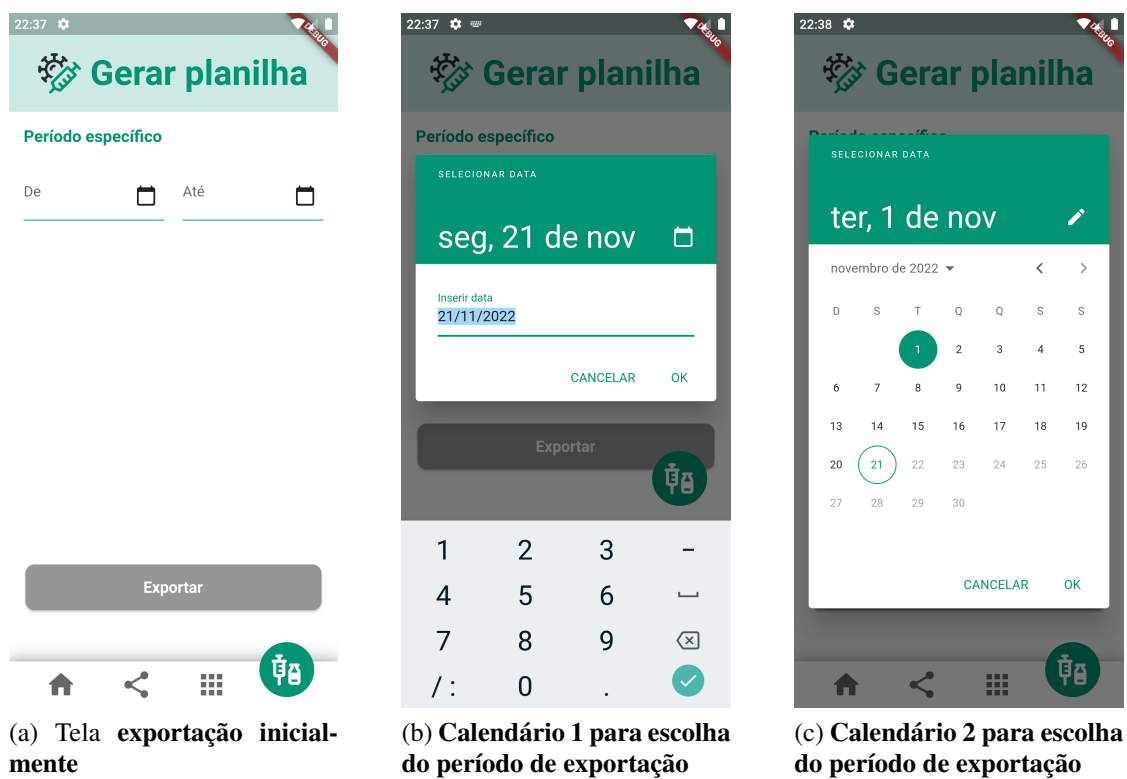 22:37
DEBUG
Gerar planilha
Período específico
De
Até
Exportar
(a) Tela exportação inicial-
mente
22:37
DEBUG
Gerar planilha
Período específico
SELECIONAR DATA
seg, 21 de nov
Inserir data
21/11/2022
CANCELAR OK
Exportar
1 2 3 –
4 5 6
7 8 9
/ : 0 .
(b) Calendário 1 para escolha
do período de exportação
22:38
DEBUG
Gerar planilha
Período específico
SELECIONAR DATA
ter, 1 de nov
novembro de 2022
D S T Q Q S S
1 2 3 4 5
6 7 8 9 10 11 12
13 14 15 16 17 18 19
20 21 22 23 24 25 26
27 28 29 30
CANCELAR OK
(c) Calendário 2 para escolha
do período de exportação